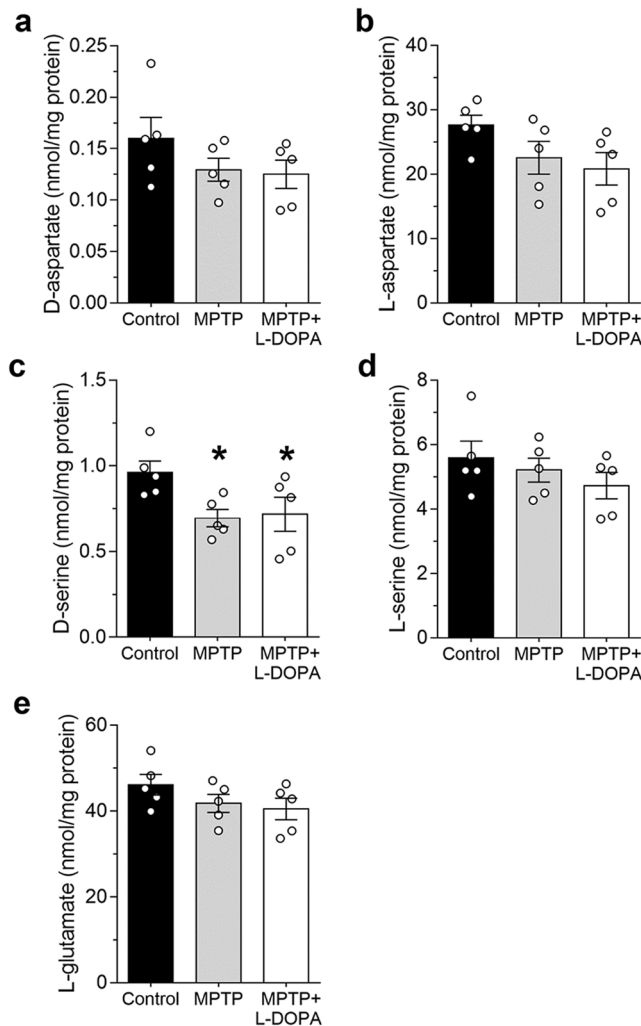 a
D-aspartate (nmol/mg protein)
0.25
0.20
0.15
0.10
0.05
0.00
Control MPTP MPTP+
L-DOPA
b
L-aspartate (nmol/mg protein)
40
30
20
10
0
Control MPTP MPTP+
L-DOPA
c
D-serine (nmol/mg protein)
1.5
1.0
0.5
0.0
* *
Control MPTP MPTP+
L-DOPA
d
L-serine (nmol/mg protein)
8
6
4
2
0
Control MPTP MPTP+
L-DOPA
e
L-glutamate (nmol/mg protein)
60
40
20
0
Control MPTP MPTP+
L-DOPA